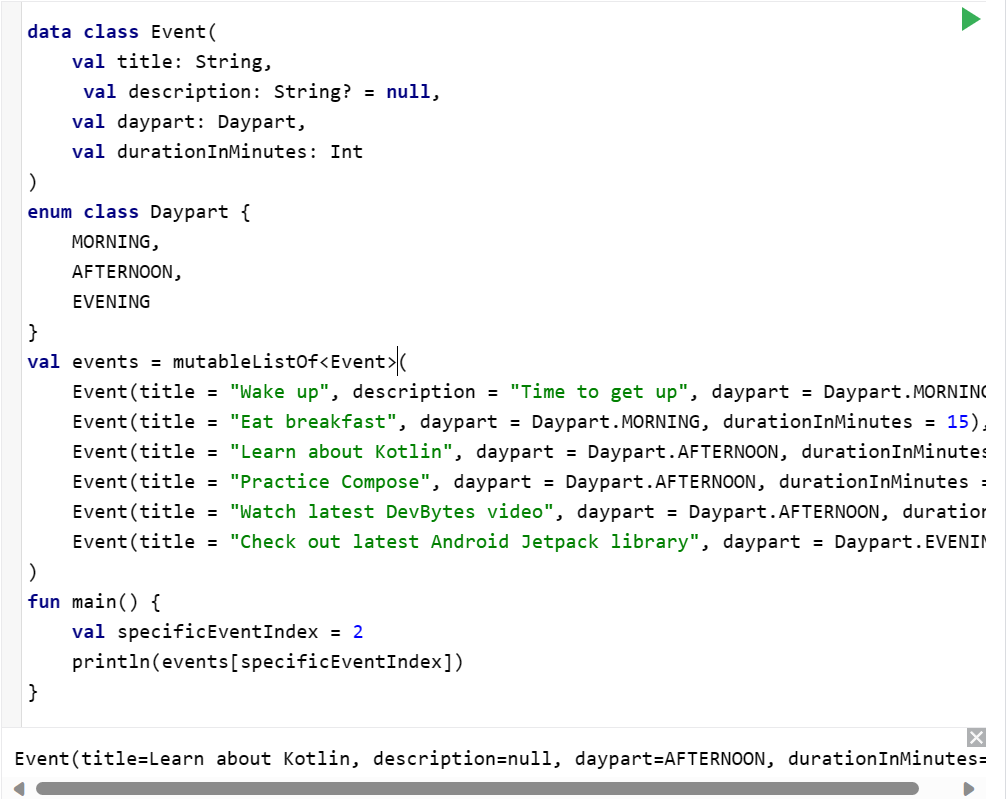 data class Event(
    val title: String,
     val description: String? = null,
    val daypart: Daypart,
    val durationInMinutes: Int
)
enum class Daypart {
    MORNING,
    AFTERNOON,
    EVENING
}
val events = mutableListOf<Event>(
    Event(title = "Wake up", description = "Time to get up", daypart = Daypart.MORNING
    Event(title = "Eat breakfast", daypart = Daypart.MORNING, durationInMinutes = 15),
    Event(title = "Learn about Kotlin", daypart = Daypart.AFTERNOON, durationInMinutes
    Event(title = "Practice Compose", daypart = Daypart.AFTERNOON, durationInMinutes =
    Event(title = "Watch latest DevBytes video", daypart = Daypart.AFTERNOON, duration
    Event(title = "Check out latest Android Jetpack library", daypart = Daypart.EVENIN
)
fun main() {
    val specificEventIndex = 2
    println(events[specificEventIndex])
}
Event(title=Learn about Kotlin, description=null, daypart=AFTERNOON, durationInMinutes=